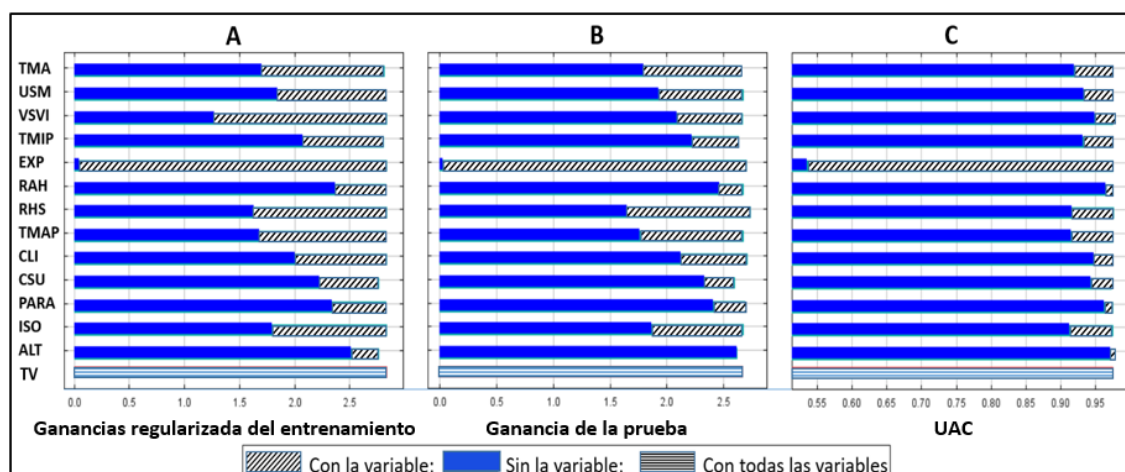 A B C
TMA
USM
VSVI
TMIP
EXP
RAH
RHS
TMAP
CLI
CSU
PARA
ISO
ALT
TV
0.0 0.5 1.0 1.5 2.0 2.5 0.0 0.5 1.0 1.5 2.0 2.5 0.55 0.60 0.65 0.70 0.75 0.80 0.85 0.90 0.95
Ganancias regularizada del entrenamiento Ganancia de la prueba UAC
Con la variable: Sin la variable: Con todas las variables